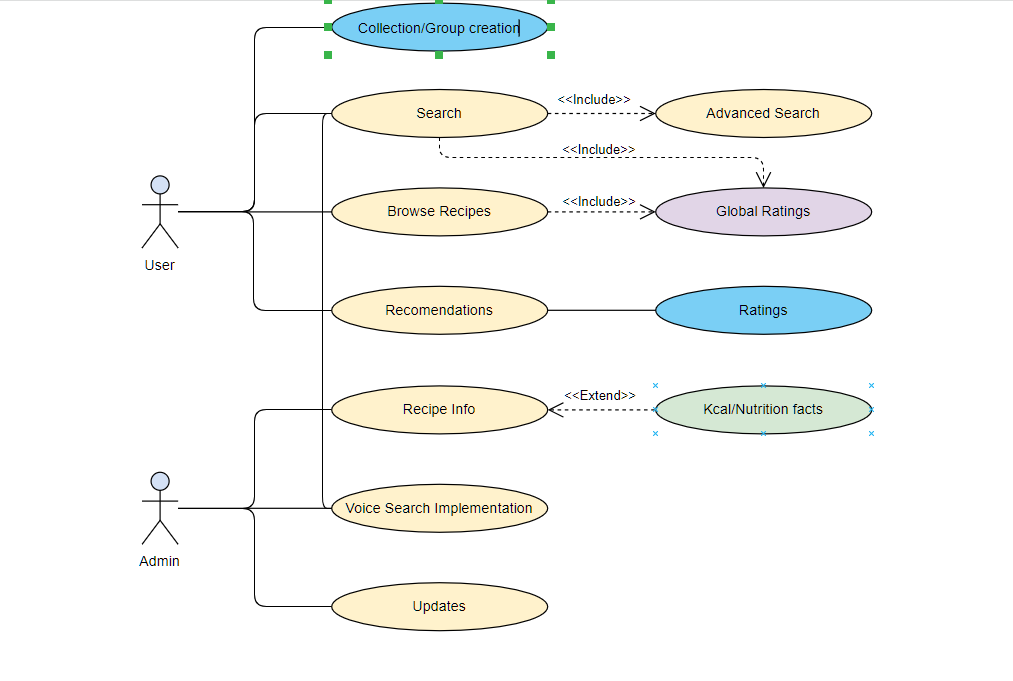 Collection/Group creation
Search
<<Include>>
Advanced Search
<<Include>>
Browse Recipes
<<Include>>
Global Ratings
User
Recomendations
Ratings
Recipe Info
<<Extend>>
Kcal/Nutrition facts
Voice Search Implementation
Admin
Updates